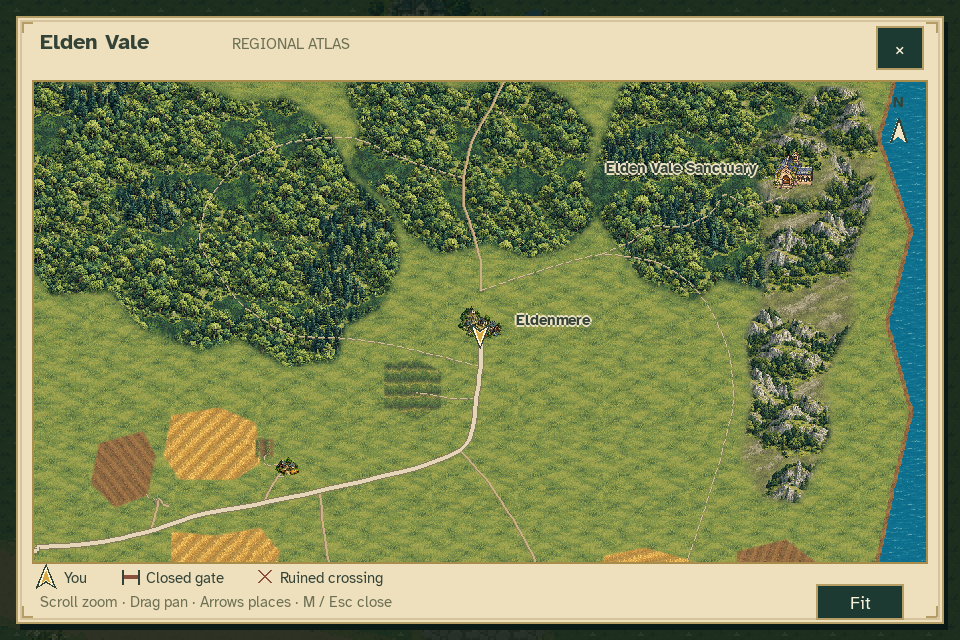 Elden Vale
REGIONAL ATLAS
×
N
Elden Vale Sanctuary
Eldenmere
You
Closed gate
Ruined crossing
Scroll zoom · Drag pan · Arrows places · M / Esc close
Fit